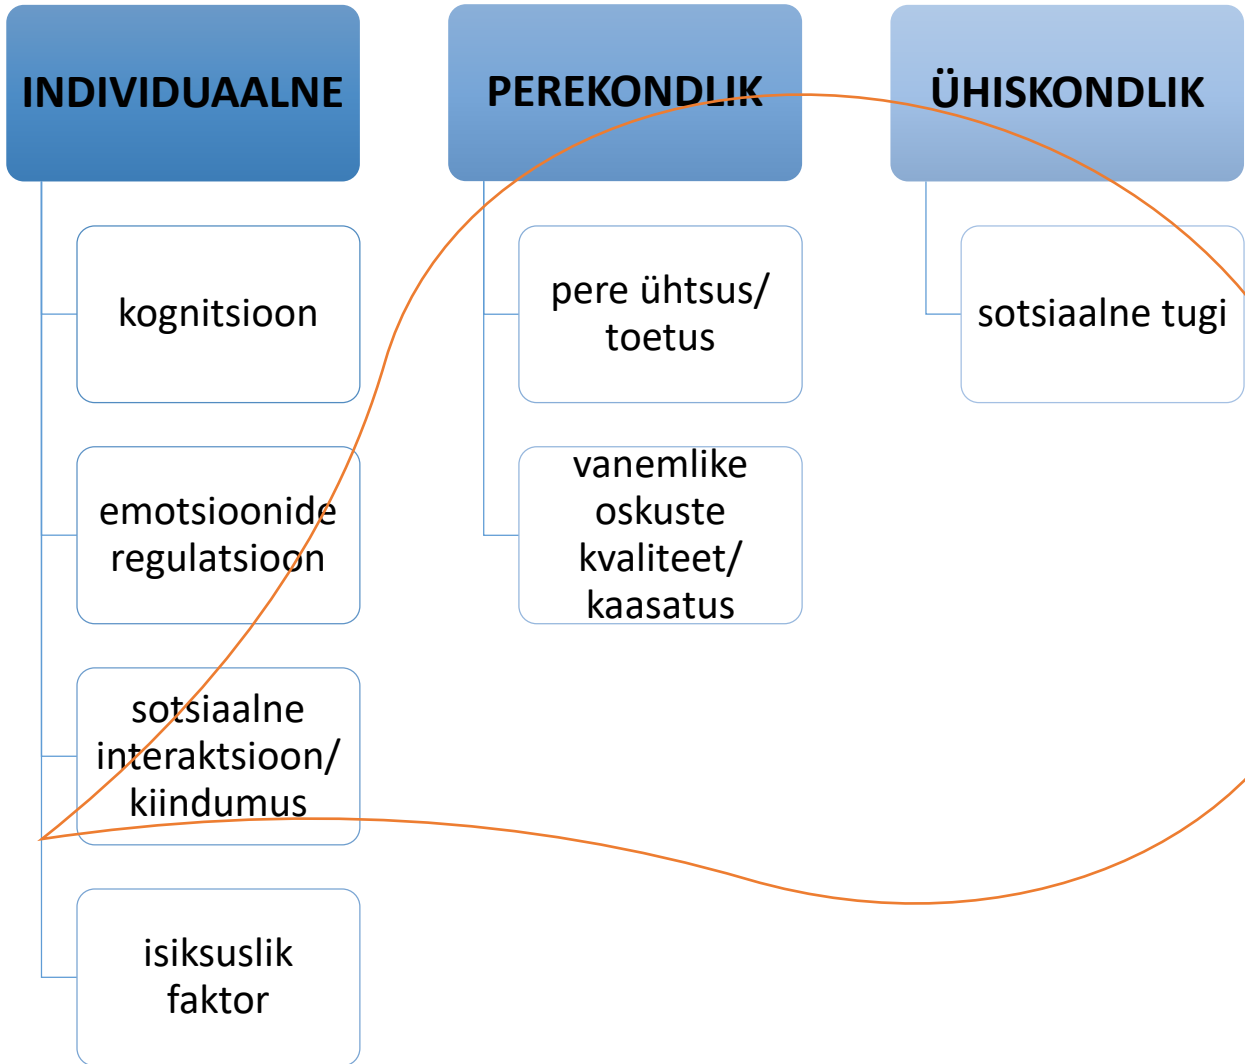 INDIVIDUAALNE
kognitsioon
emotsioonide
regulatsioon
sotsiaalne
interaktsioon/
kiindumus
isiksuslik
faktor
PEREKONDLIK
pere ühtsus/
toetus
vanemlike
oskuste
kvaliteet/
kaasatus
ÜHISKONDLIK
sotsiaalne tugi